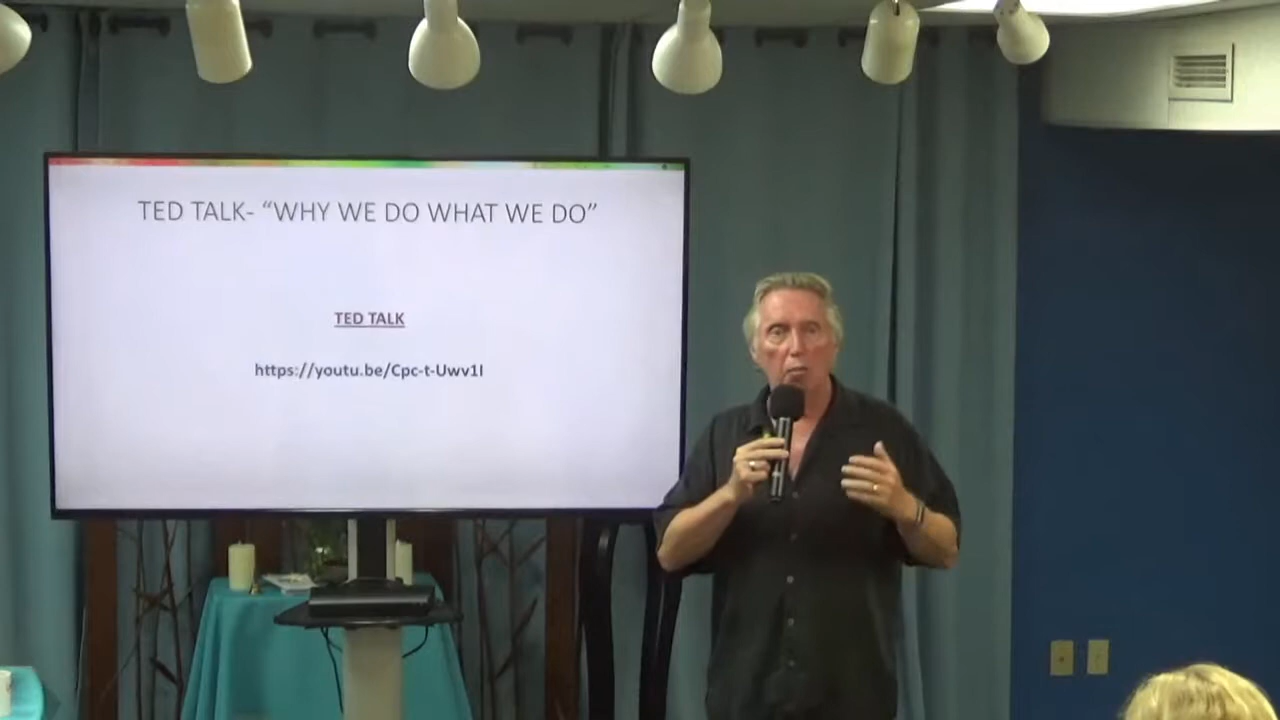 TED TALK- “WHY WE DO WHAT WE DO”
TED TALK
https://youtu.be/Cpc-t-Uwv1I